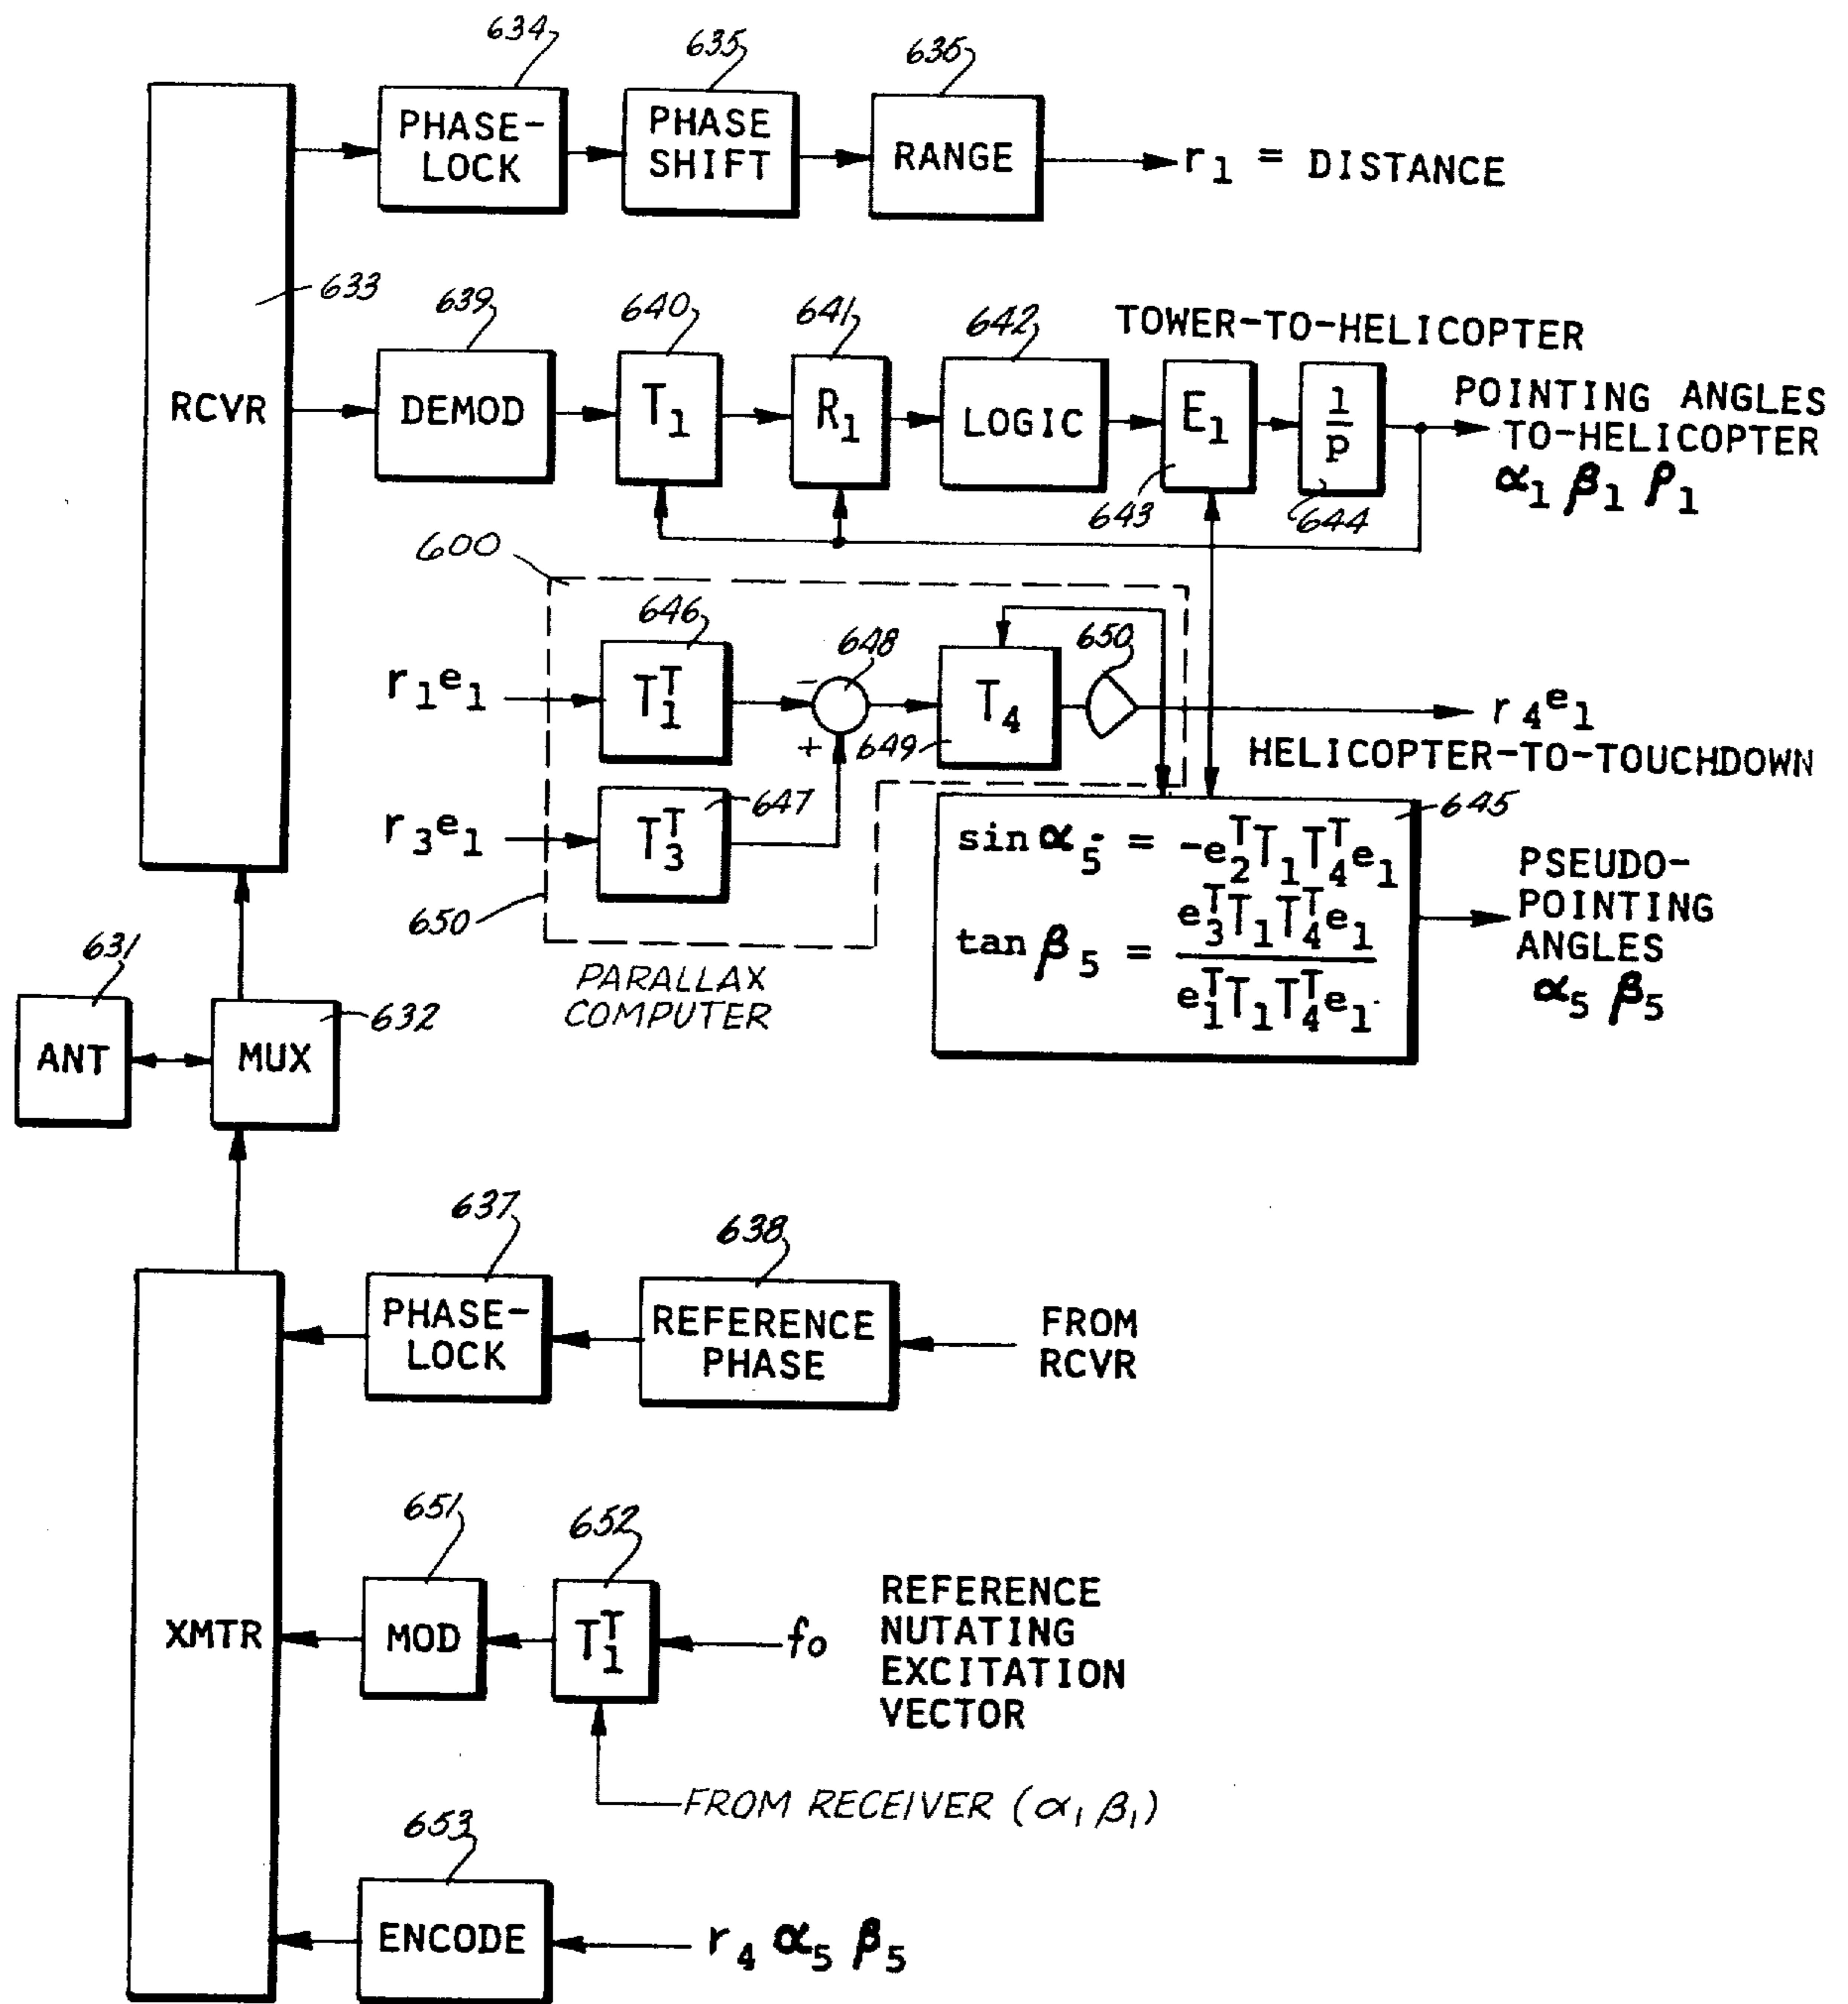 634
635
636
PHASE-
LOCK
PHASE
SHIFT
RANGE
r₁ = DISTANCE
633
RCVR
639
640
641
642
TOWER-TO-HELICOPTER
DEMOD
T₁
R₁
LOGIC
E₁
1/p
POINTING ANGLES
TO-HELICOPTER
α₁ β₁ ρ₁
643
644
600
646
648
650
r₁e₁
T₁ᵀ
−
+
T₄
649
r₄e₁
HELICOPTER-TO-TOUCHDOWN
r₃e₁
T₃ᵀ
647
650
PARALLAX
COMPUTER
645
sin α₅ = -e₂ᵀT₁T₄ᵀe₁
tan β₅ = e₃ᵀT₁T₄ᵀe₁ / e₁ᵀT₁T₄ᵀe₁
PSEUDO-
POINTING
ANGLES
α₅ β₅
631
632
ANT
MUX
637
638
PHASE-
LOCK
REFERENCE
PHASE
FROM
RCVR
651
652
XMTR
MOD
T₁ᵀ
fo
REFERENCE
NUTATING
EXCITATION
VECTOR
FROM RECEIVER (α₁ β₁)
653
ENCODE
r₄ α₅ β₅